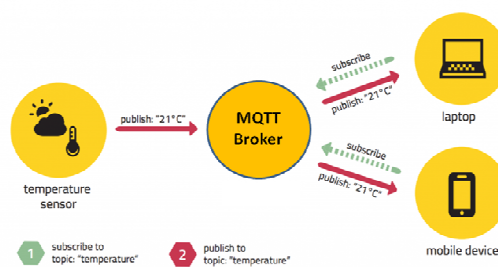 subscribe
publish: "21°C"
laptop
publish: "21°C"
MQTT
Broker
temperature
sensor
subscribe
publish: "21°C"
mobile device
1
subscribe to
topic: "temperature"
2
publish to
topic: "temperature"